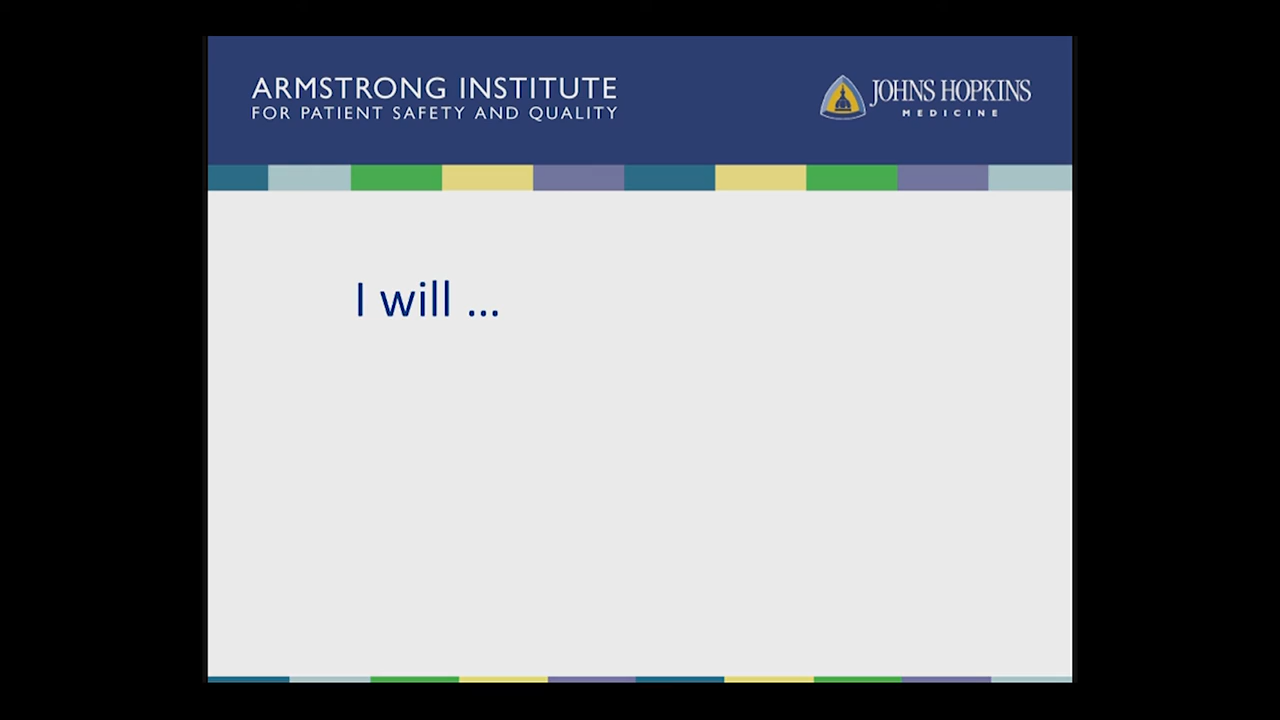 ARMSTRONG INSTITUTE
FOR PATIENT SAFETY AND QUALITY
JOHNS HOPKINS
MEDICINE
I will ...